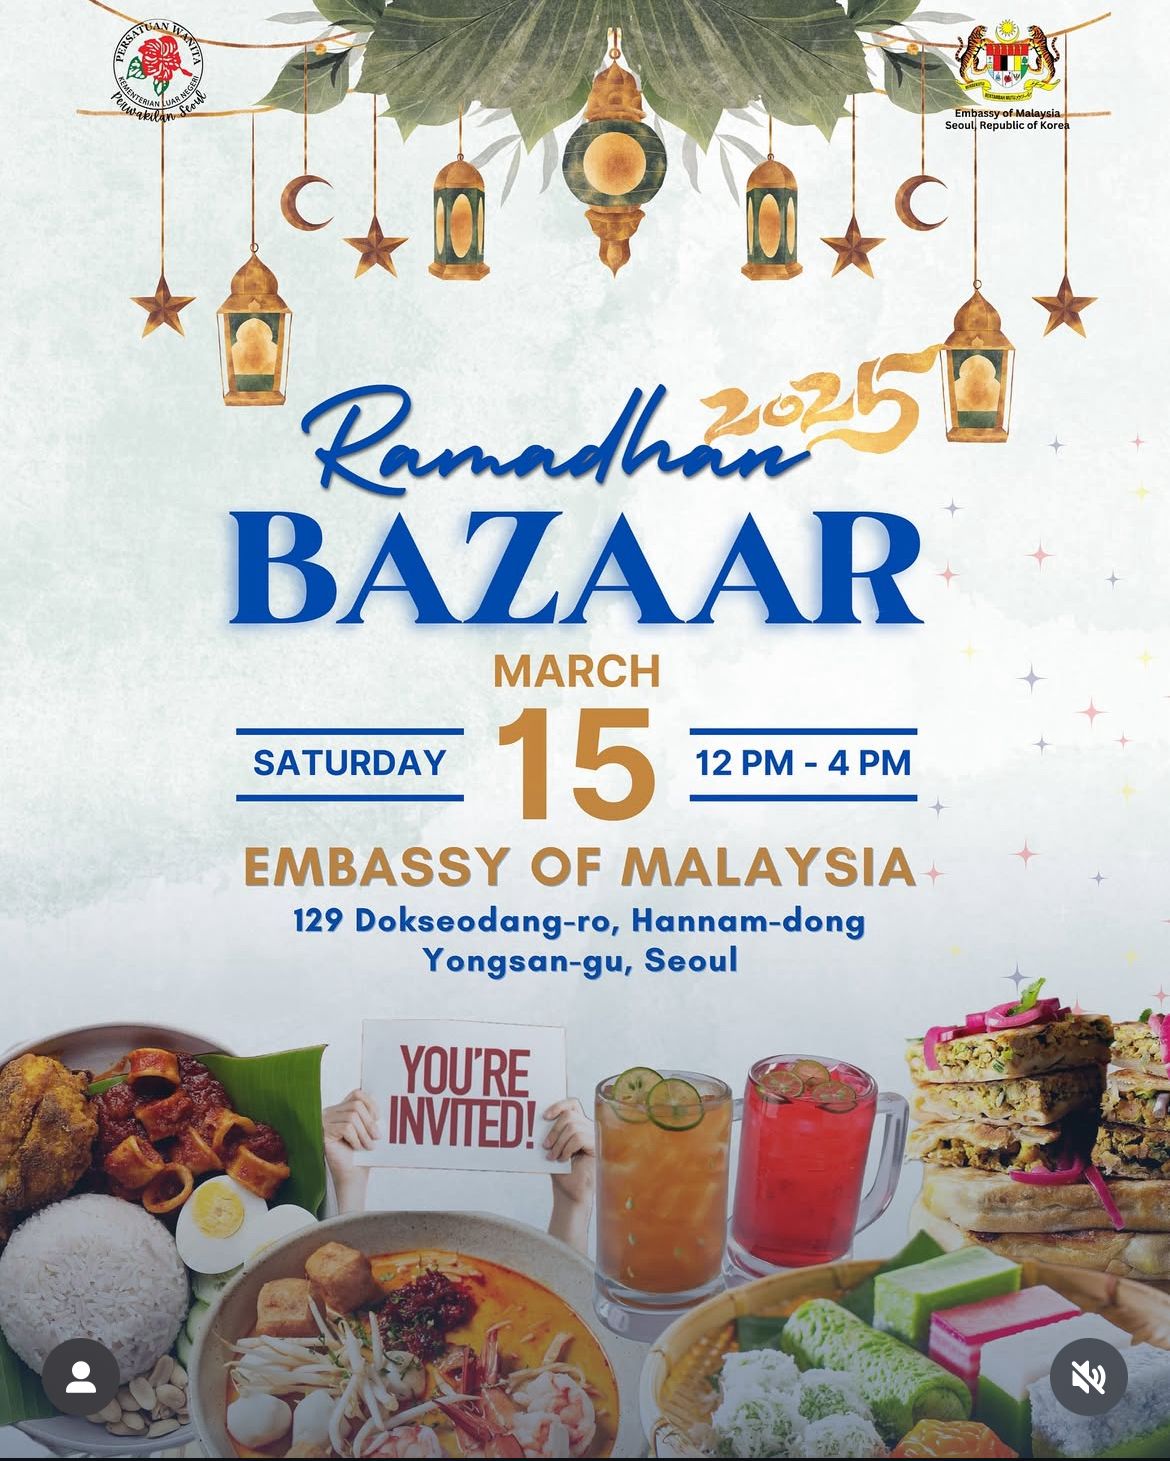 PERSATUAN WANITA
KEMENTERIAN LUAR NEGERI
Perwakilan Seoul
Embassy of Malaysia
Seoul, Republic of Korea
2025
Ramadhan
BAZAAR
MARCH
SATURDAY 15 12 PM - 4 PM
EMBASSY OF MALAYSIA
129 Dokseodang-ro, Hannam-dong
Yongsan-gu, Seoul
YOU'RE
INVITED!